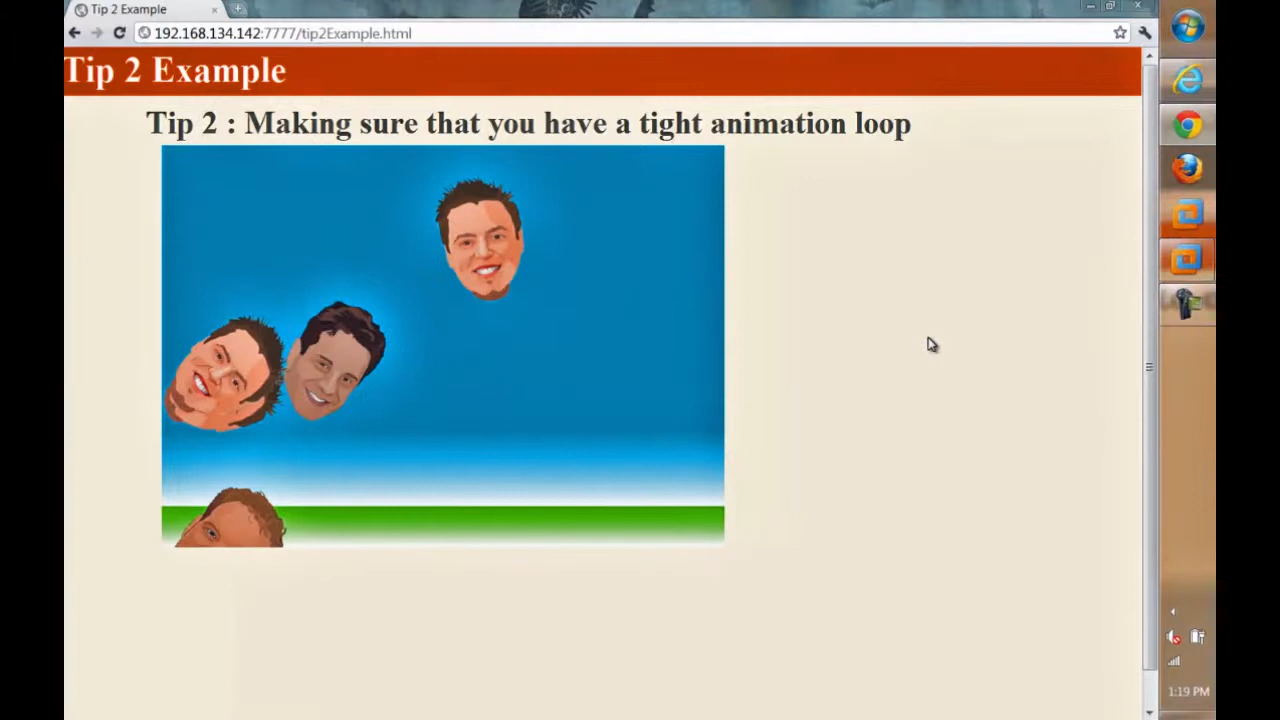 Tip 2 Example
192.168.134.142:7777/tip2Example.html
Tip 2 Example
Tip 2 : Making sure that you have a tight animation loop
1:19 PM